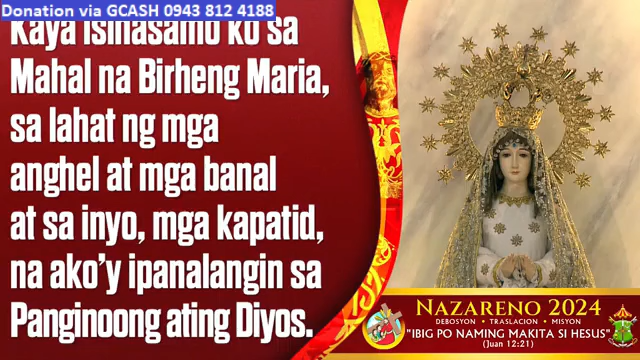 Donation via GCASH 0943 812 4188
Kaya isinasamo ko sa
Mahal na Birheng Maria,
sa lahat ng mga
anghel at mga banal
at sa inyo, mga kapatid,
na ako'y ipanalangin sa
Panginoong ating Diyos.
NAZARENO 2024
DEBOSYON • TRASLACION • MISYON
"IBIG PO NAMING MAKITA SI HESUS"
(Juan 12:21)